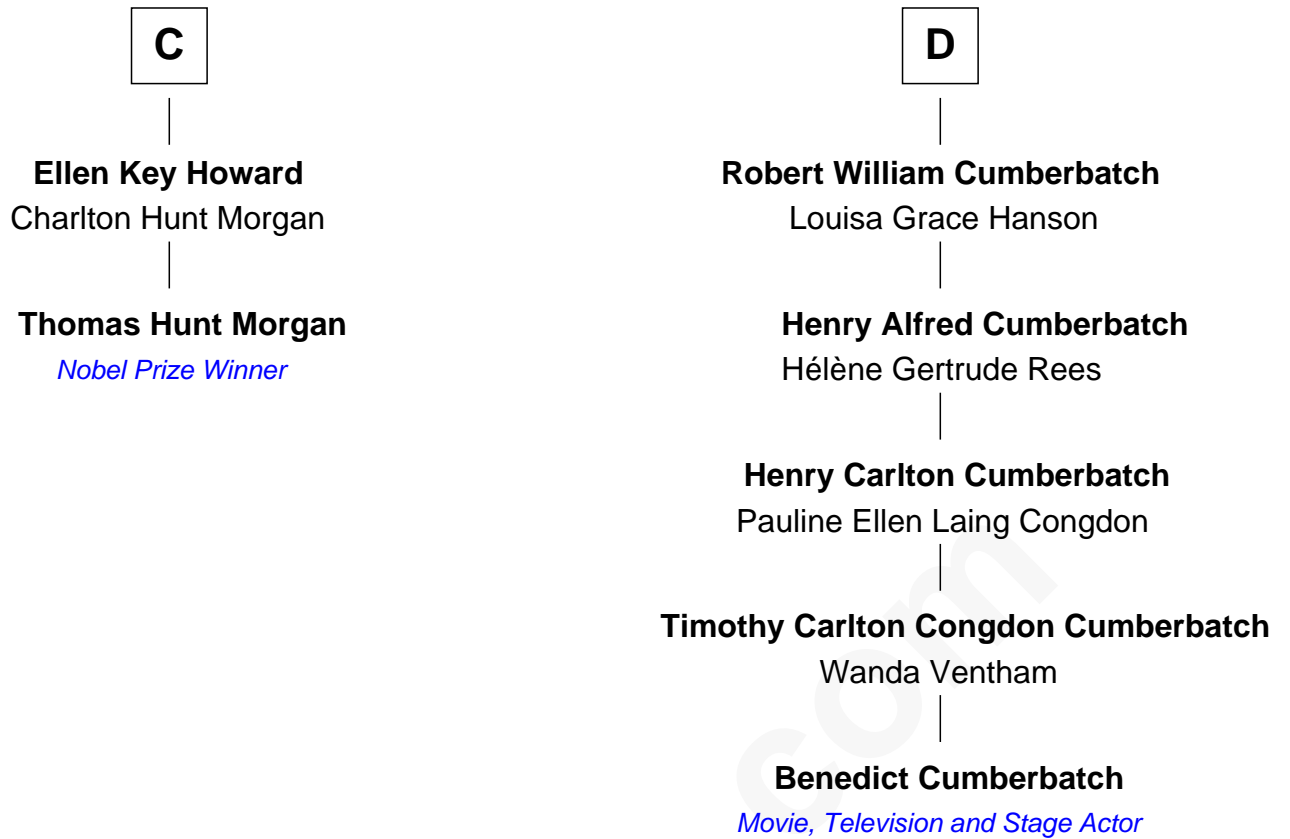 C
Ellen Key Howard
Charlton Hunt Morgan
Thomas Hunt Morgan
Nobel Prize Winner
D
Robert William Cumberbatch
Louisa Grace Hanson
Henry Alfred Cumberbatch
Hélène Gertrude Rees
Henry Carlton Cumberbatch
Pauline Ellen Laing Congdon
Timothy Carlton Congdon Cumberbatch
Wanda Ventham
Benedict Cumberbatch
Movie, Television and Stage Actor
com